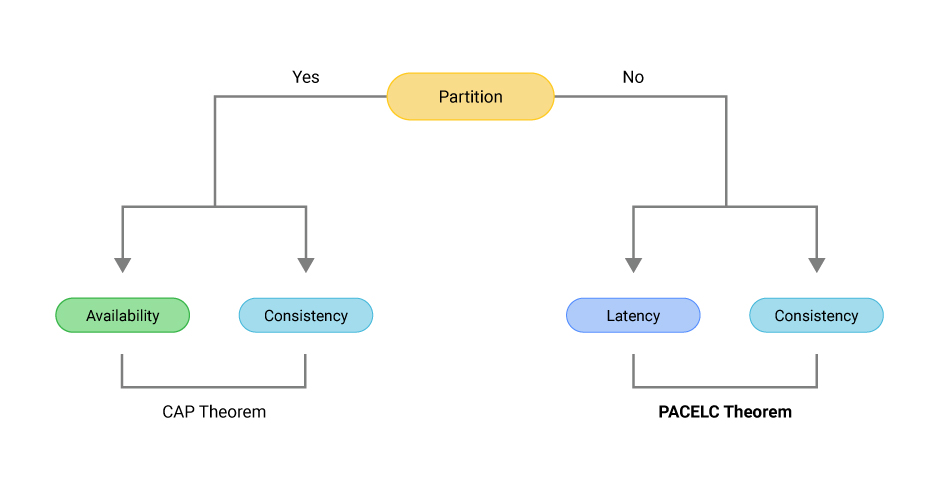 Yes
No
Partition
Availability
Consistency
Latency
Consistency
CAP Theorem
PACELC Theorem